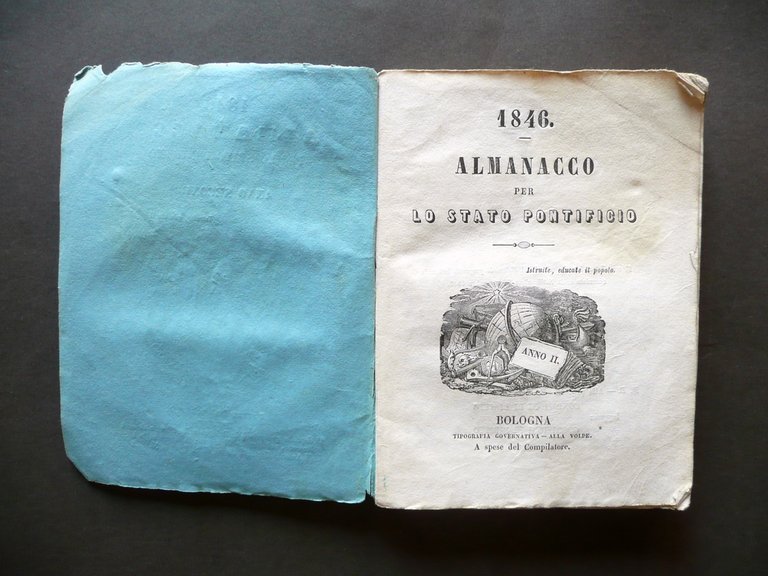 1846.
ALMANACCO
PER
LO STATO PONTIFICIO
Istruite, educate il popolo.
ANNO II.
BOLOGNA
TIPOGRAFIA GOVERNATIVA — ALLA VOLPE.
A spese del Compilatore.